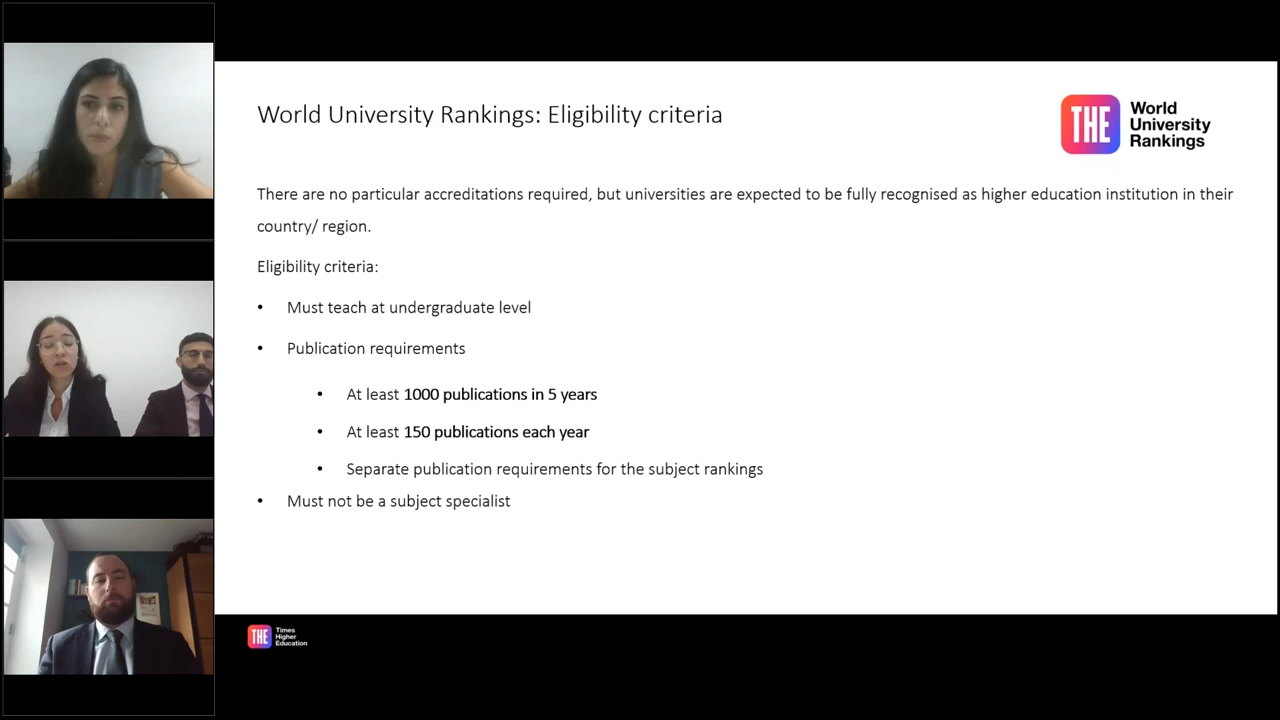 World University Rankings: Eligibility criteria
THE World
University
Rankings
There are no particular accreditations required, but universities are expected to be fully recognised as higher education institution in their
country/ region.
Eligibility criteria:
• Must teach at undergraduate level
• Publication requirements
• At least 1000 publications in 5 years
• At least 150 publications each year
• Separate publication requirements for the subject rankings
• Must not be a subject specialist
THE Times
Higher
Education